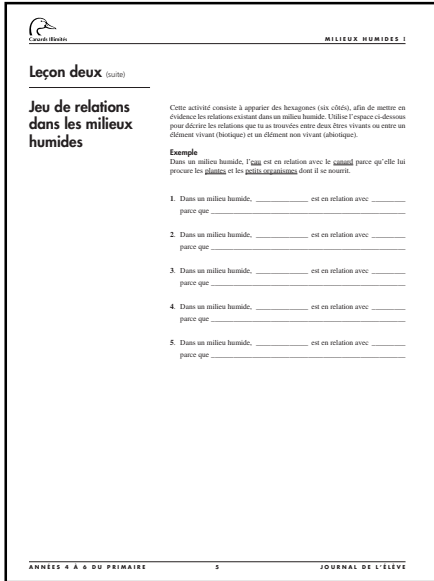 Canards Illimités
MILIEUX HUMIDES I
Leçon deux (suite)
Jeu de relations
dans les milieux
humides
Cette activité consiste à apparier des hexagones (six côtés), afin de mettre en
évidence les relations existant dans un milieu humide. Utilise l'espace ci-dessous
pour décrire les relations que tu as trouvées entre deux êtres vivants ou entre un
élément vivant (biotique) et un élément non vivant (abiotique).
Exemple
Dans un milieu humide, l'eau est en relation avec le canard parce qu'elle lui
procure les plantes et les petits organismes dont il se nourrit.
1. Dans un milieu humide, ____________ est en relation avec ________
parce que ____________________________________________
2. Dans un milieu humide, ____________ est en relation avec ________
parce que ____________________________________________
3. Dans un milieu humide, ____________ est en relation avec ________
parce que ____________________________________________
4. Dans un milieu humide, ____________ est en relation avec ________
parce que ____________________________________________
5. Dans un milieu humide, ____________ est en relation avec ________
parce que ____________________________________________
ANNÉES 4 À 6 DU PRIMAIRE 5 JOURNAL DE L'ÉLÈVE